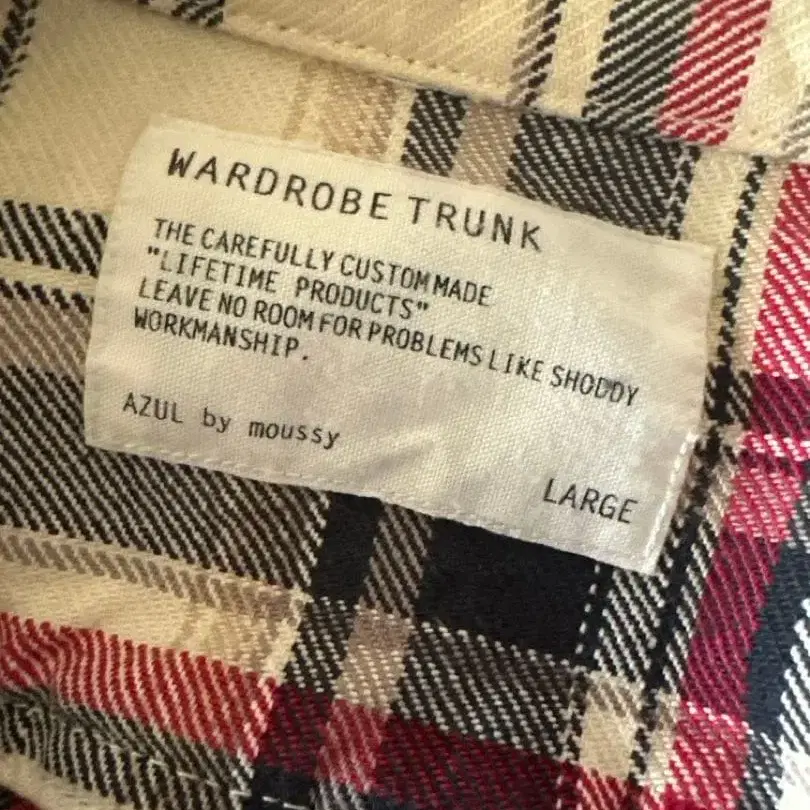 WARDROBE TRUNK
THE CAREFULLY CUSTOM MADE
"LIFETIME PRODUCTS"
LEAVE NO ROOM FOR PROBLEMS LIKE SHODDY
WORKMANSHIP.
AZUL by moussy
LARGE